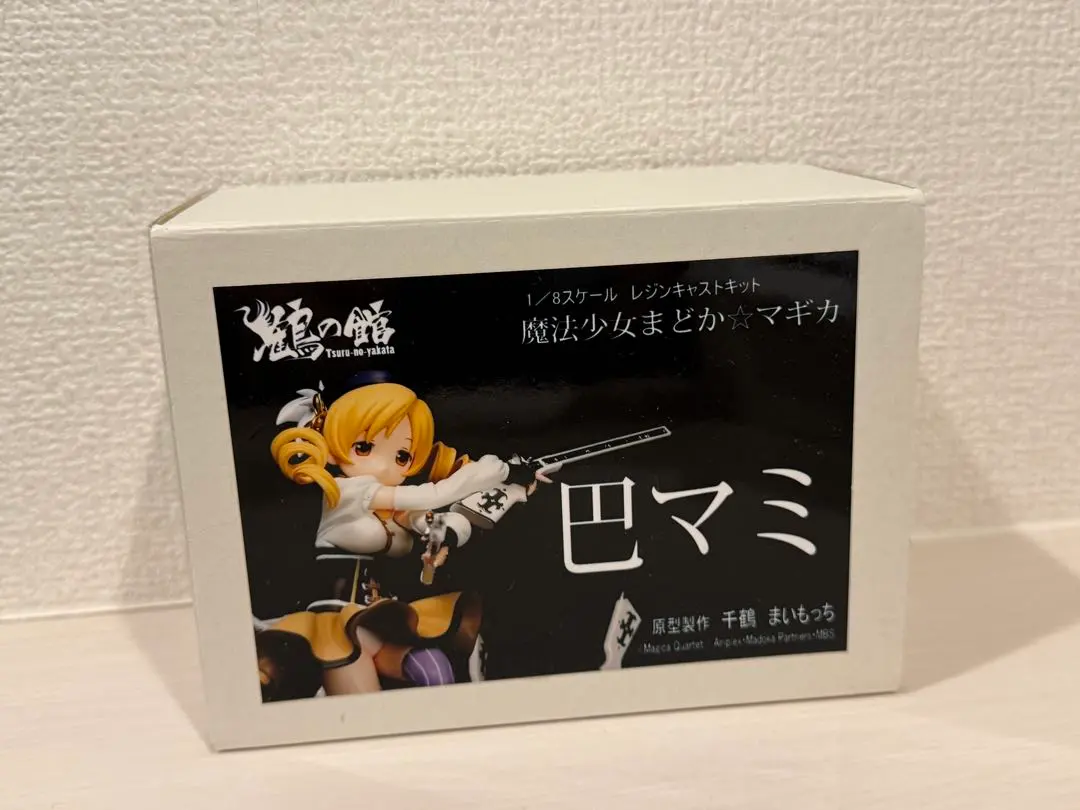 鶴の館
Tsuru-no-yakata
1/8スケール レジンキャストキット
魔法少女まどか☆マギカ
巴マミ
原型製作 千鶴 まいもっち
©Magica Quartet/Aniplex・Madoka Partners・MBS